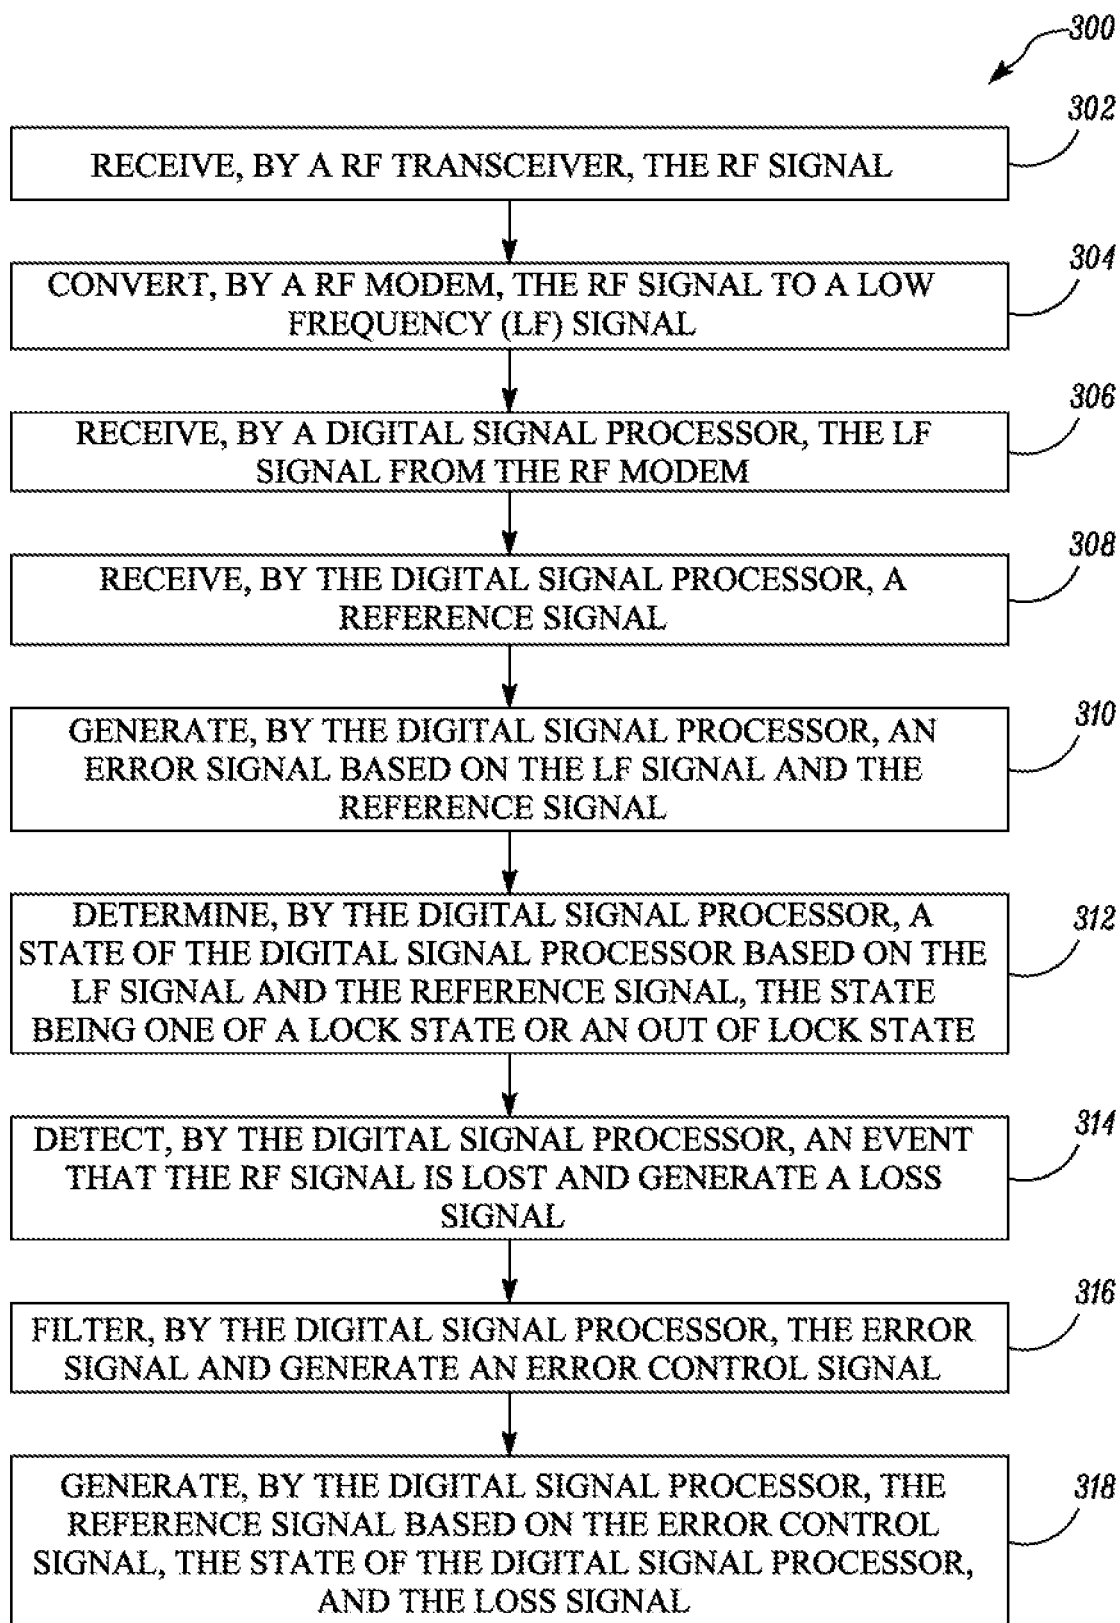 300
302
RECEIVE, BY A RF TRANSCEIVER, THE RF SIGNAL
304
CONVERT, BY A RF MODEM, THE RF SIGNAL TO A LOW
FREQUENCY (LF) SIGNAL
306
RECEIVE, BY A DIGITAL SIGNAL PROCESSOR, THE LF
SIGNAL FROM THE RF MODEM
308
RECEIVE, BY THE DIGITAL SIGNAL PROCESSOR, A
REFERENCE SIGNAL
310
GENERATE, BY THE DIGITAL SIGNAL PROCESSOR, AN
ERROR SIGNAL BASED ON THE LF SIGNAL AND THE
REFERENCE SIGNAL
312
DETERMINE, BY THE DIGITAL SIGNAL PROCESSOR, A
STATE OF THE DIGITAL SIGNAL PROCESSOR BASED ON THE
LF SIGNAL AND THE REFERENCE SIGNAL, THE STATE
BEING ONE OF A LOCK STATE OR AN OUT OF LOCK STATE
314
DETECT, BY THE DIGITAL SIGNAL PROCESSOR, AN EVENT
THAT THE RF SIGNAL IS LOST AND GENERATE A LOSS
SIGNAL
316
FILTER, BY THE DIGITAL SIGNAL PROCESSOR, THE ERROR
SIGNAL AND GENERATE AN ERROR CONTROL SIGNAL
318
GENERATE, BY THE DIGITAL SIGNAL PROCESSOR, THE
REFERENCE SIGNAL BASED ON THE ERROR CONTROL
SIGNAL, THE STATE OF THE DIGITAL SIGNAL PROCESSOR,
AND THE LOSS SIGNAL